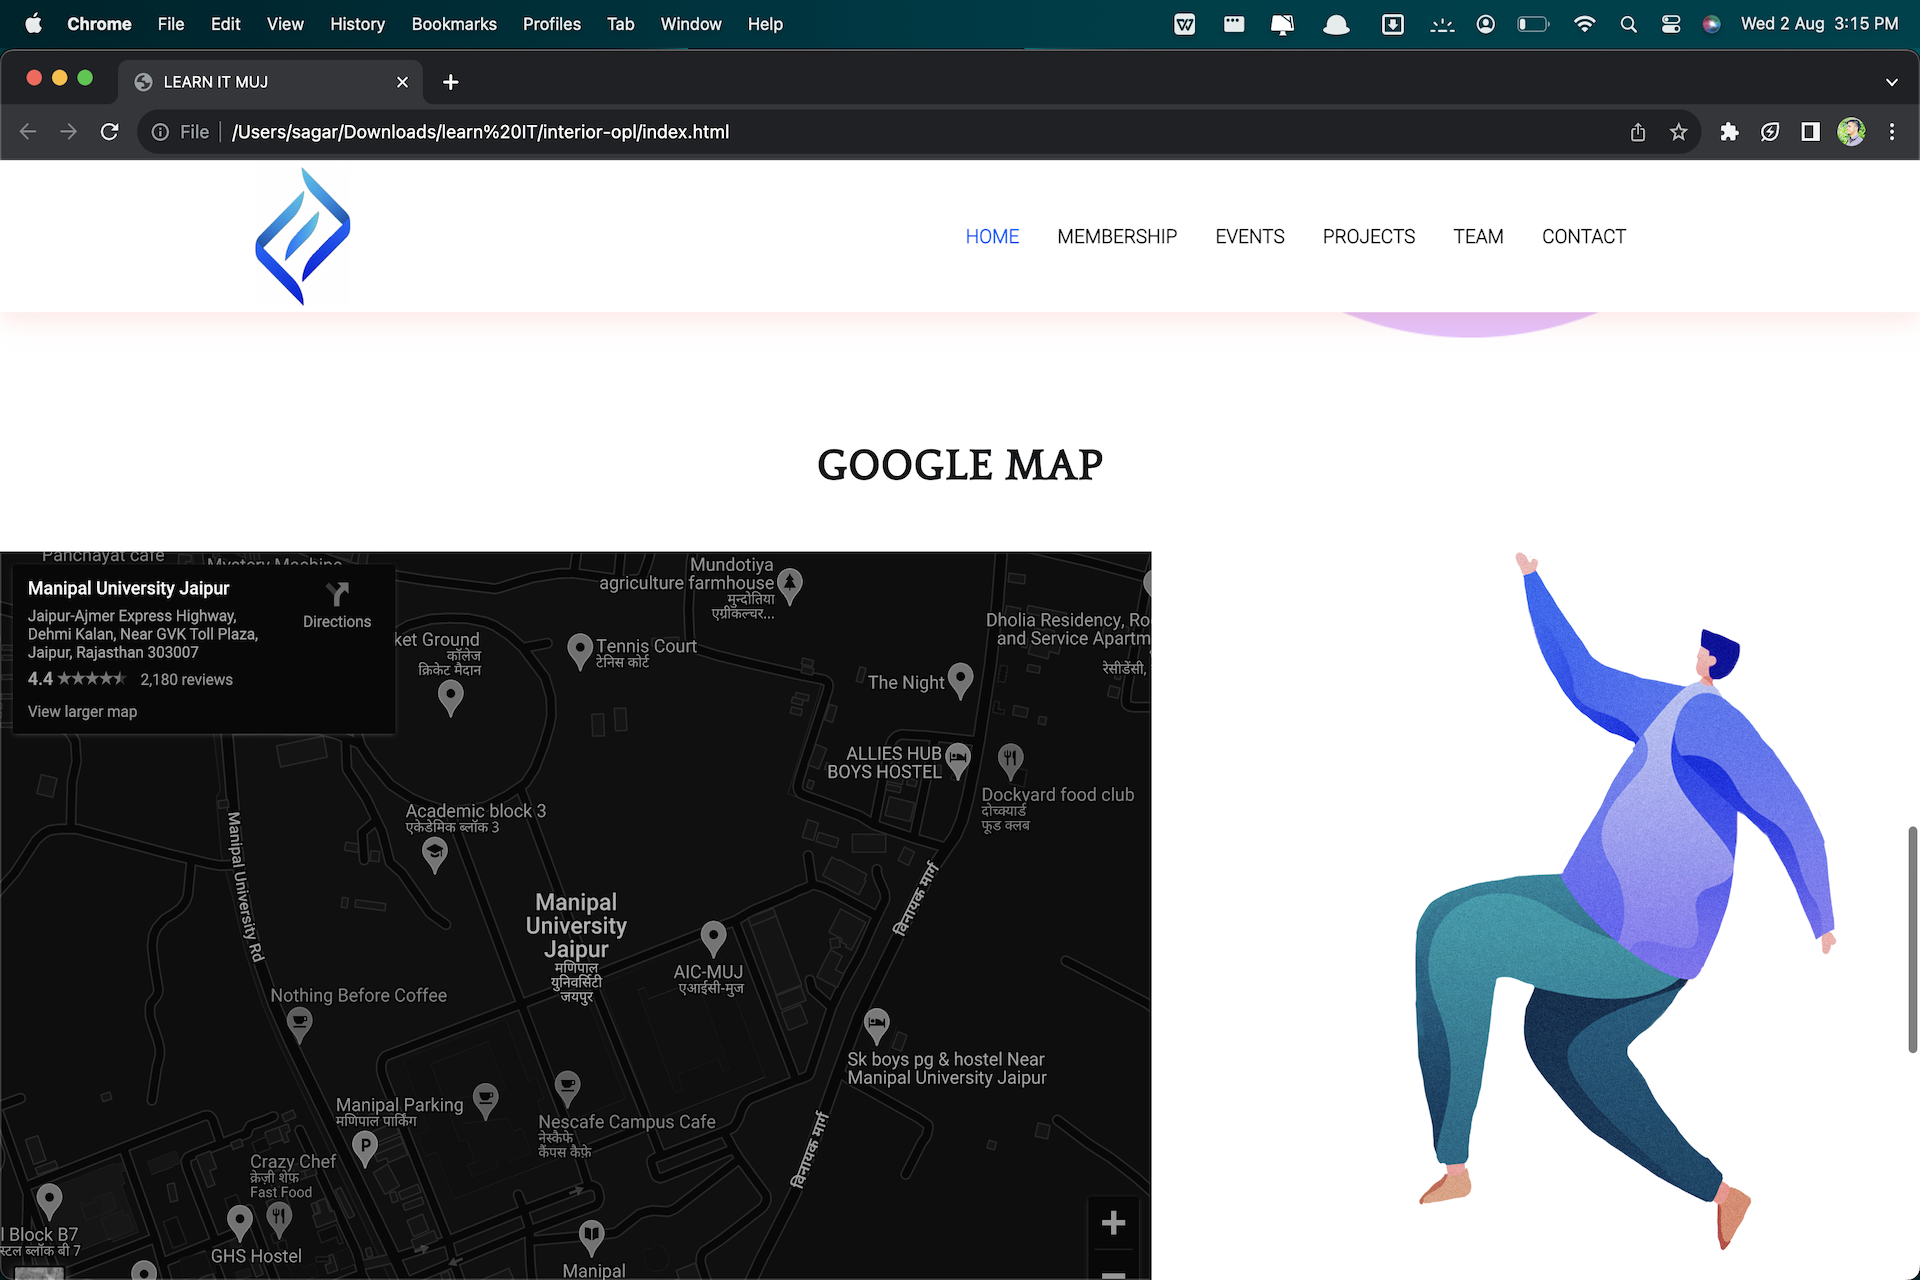 Chrome File Edit View History Bookmarks Profiles Tab Window Help
Wed 2 Aug 3:15 PM
LEARN IT MUJ
File /Users/sagar/Downloads/learn%20IT/interior-opl/index.html
HOME MEMBERSHIP EVENTS PROJECTS TEAM CONTACT
GOOGLE MAP
Panchayat cafe
Mystery Machine
Manipal University Jaipur
Jaipur-Ajmer Express Highway,
Dehmi Kalan, Near GVK Toll Plaza,
Jaipur, Rajasthan 303007
4.4 2,180 reviews
View larger map
Directions
Mundotiya
agriculture farmhouse
मुन्दोतिया
एग्रीकल्चर...
ket Ground
कॉलेज
क्रिकेट मैदान
Tennis Court
टेनिस कोर्ट
Dholia Residency, Ro
and Service Apartm
रेसीडेंसी,
The Night
ALLIES HUB
BOYS HOSTEL
Dockyard food club
दोच्क्यार्ड
फूड क्लब
Academic block 3
एकेडेमिक ब्लॉक 3
Manipal University Rd
Manipal
University
Jaipur
मणिपाल
युनिवर्सिटी
जयपुर
विनायक मार्ग
AIC-MUJ
एआईसी-मुज
Nothing Before Coffee
Sk boys pg & hostel Near
Manipal University Jaipur
Manipal Parking
मणिपाल पार्किंग
P
Nescafe Campus Cafe
नेस्कैफे
कैंपस कैफ़े
विनायक मार्ग
Crazy Chef
क्रेज़ी शेफ
Fast Food
l Block B7
स्टल ब्लॉक बी 7
GHS Hostel
Manipal